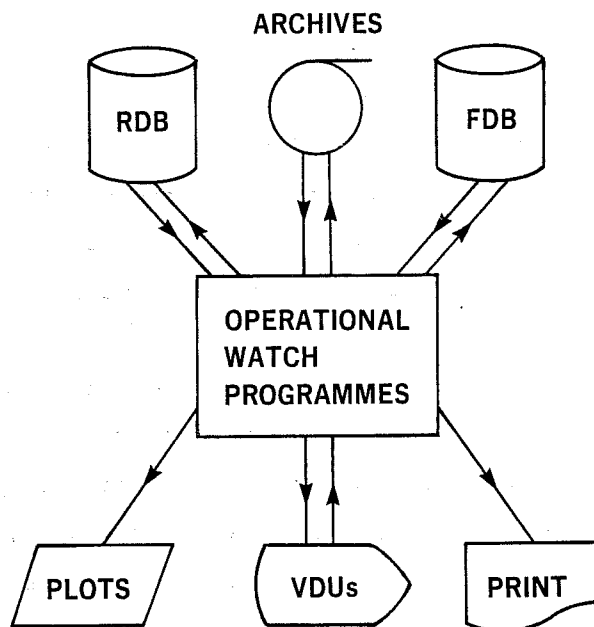 ARCHIVES
RDB
FDB
OPERATIONAL
WATCH
PROGRAMMES
PLOTS
VDUs
PRINT